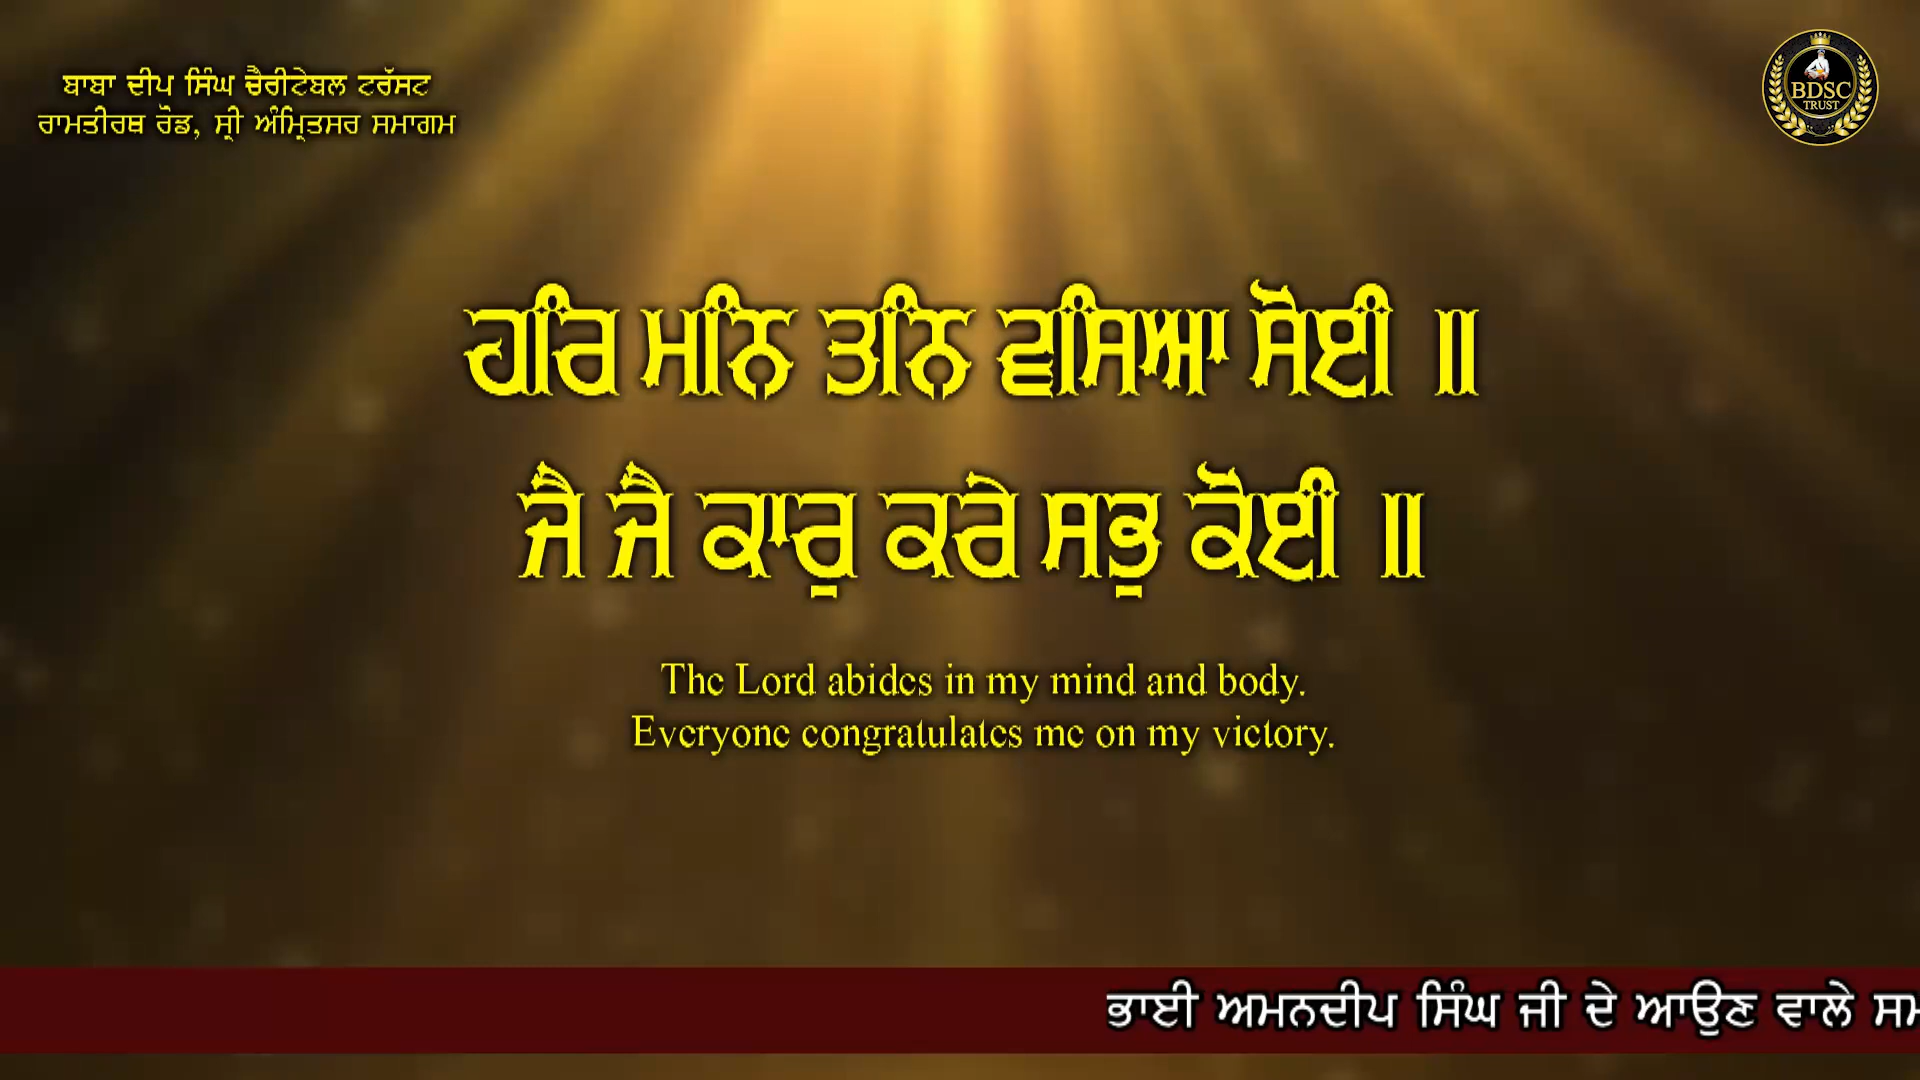 ਬਾਬਾ ਦੀਪ ਸਿੰਘ ਚੈਰੀਟੇਬਲ ਟਰੱਸਟ
ਰਾਮਤੀਰਥ ਰੋਡ, ਸ੍ਰੀ ਅੰਮ੍ਰਿਤਸਰ ਸਮਾਗਮ
BDSC
TRUST
ਹਰਿ ਮਨਿ ਤਨਿ ਵਸਿਆ ਸੋਈ ॥
ਜੈ ਜੈ ਕਾਰੁ ਕਰੇ ਸਭੁ ਕੋਈ ॥
The Lord abides in my mind and body.
Everyone congratulates me on my victory.
ਭਾਈ ਅਮਨਦੀਪ ਸਿੰਘ ਜੀ ਦੇ ਆਉਣ ਵਾਲੇ